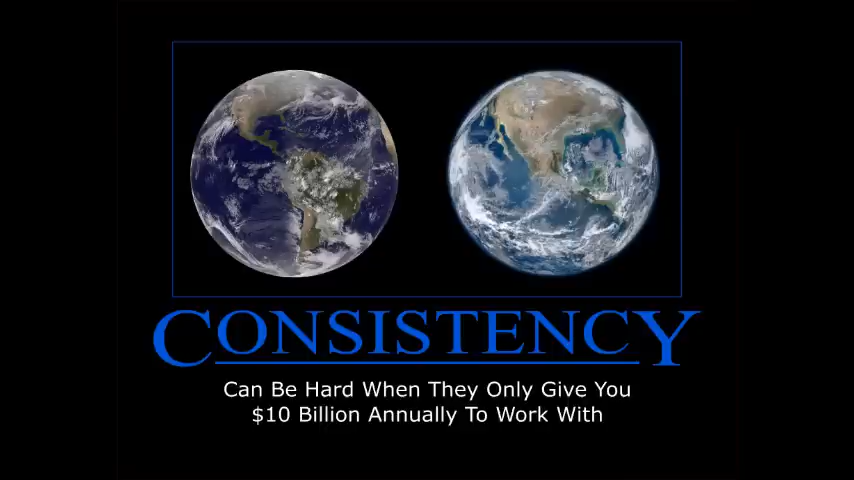 CONSISTENCY
Can Be Hard When They Only Give You
$10 Billion Annually To Work With